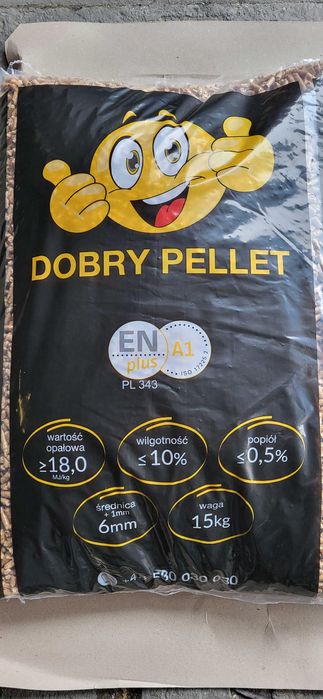 DOBRY PELLET
EN
plus
A1
ISO 17225-2
PL 343
wartość
opałowa
≥18,0
MJ/kg
wilgotność
≤10%
popiół
≤0,5%
średnica
± 1mm
6mm
waga
15kg